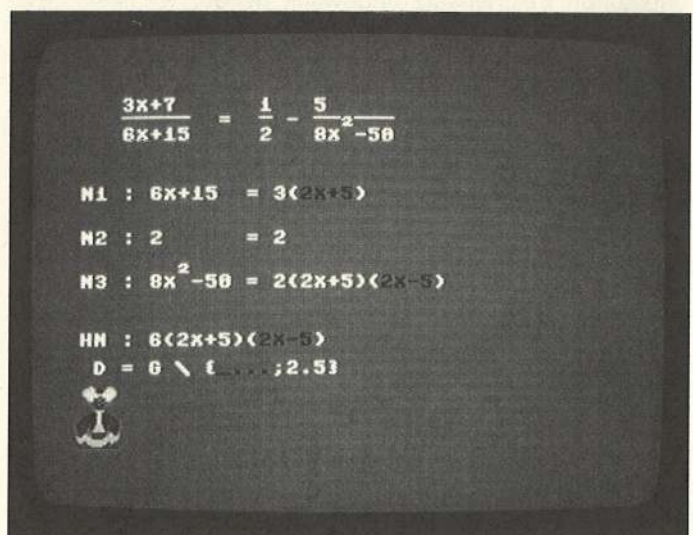 3x+7 / 6x+15 = 1/2 - 5 / 8x²-50
N1 : 6x+15 = 3(2x+5)
N2 : 2 = 2
N3 : 8x²-50 = 2(2x+5)(2x-5)
HN : 6(2x+5)(2x-5)
D = G \ {_...;2.5}